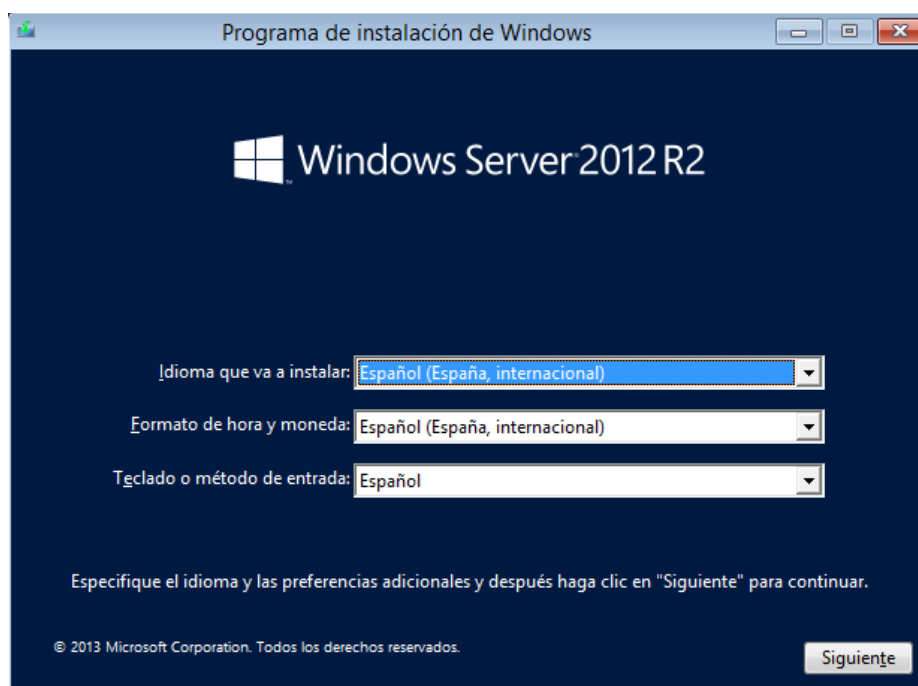 Programa de instalación de Windows
Windows Server 2012 R2
Idioma que va a instalar: Español (España, internacional)
Formato de hora y moneda: Español (España, internacional)
Teclado o método de entrada: Español
Especifique el idioma y las preferencias adicionales y después haga clic en "Siguiente" para continuar.
© 2013 Microsoft Corporation. Todos los derechos reservados.
Siguiente